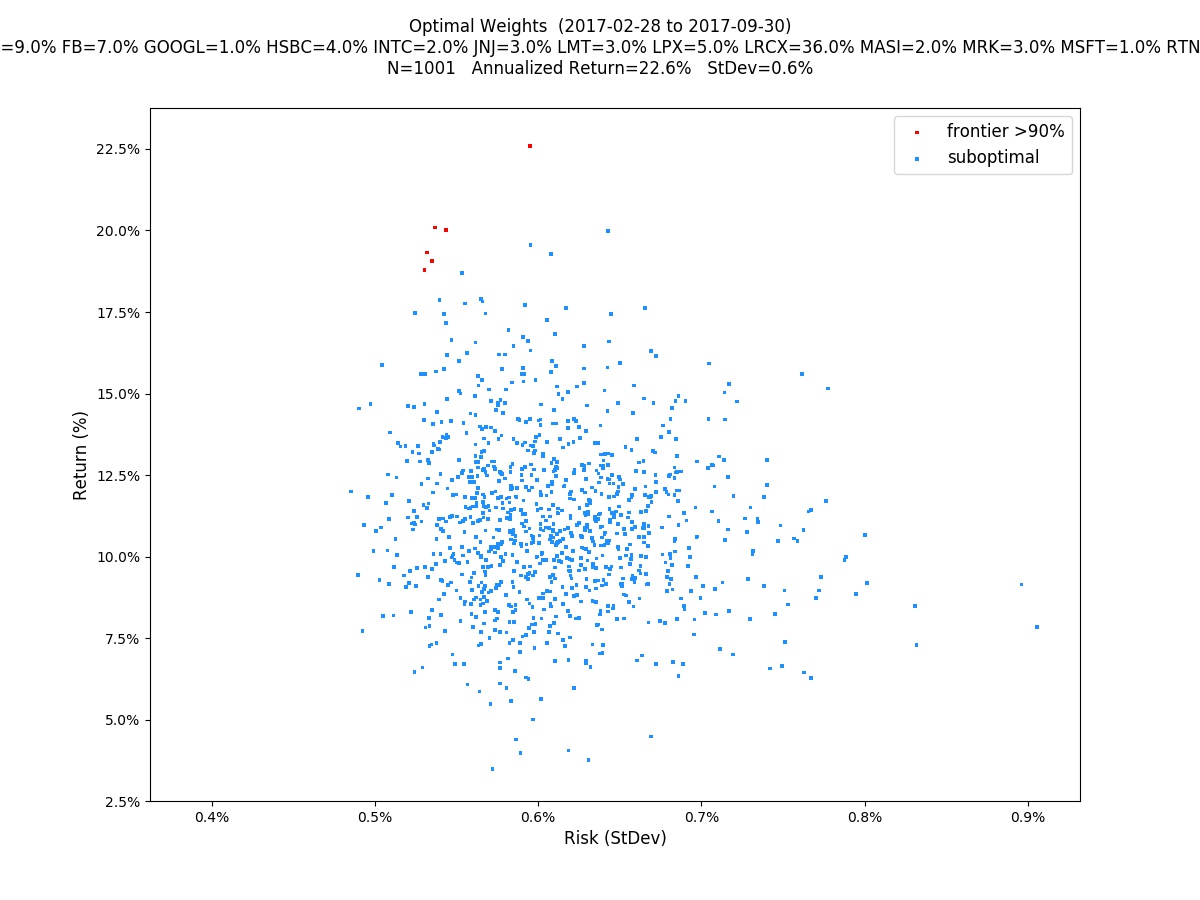 Optimal Weights (2017-02-28 to 2017-09-30)
=9.0% FB=7.0% GOOGL=1.0% HSBC=4.0% INTC=2.0% JNJ=3.0% LMT=3.0% LPX=5.0% LRCX=36.0% MASI=2.0% MRK=3.0% MSFT=1.0% RTN
N=1001 Annualized Return=22.6% StDev=0.6%
frontier >90%
suboptimal
22.5%
20.0%
17.5%
15.0%
12.5%
10.0%
7.5%
5.0%
2.5%
Return (%)
0.4% 0.5% 0.6% 0.7% 0.8% 0.9%
Risk (StDev)